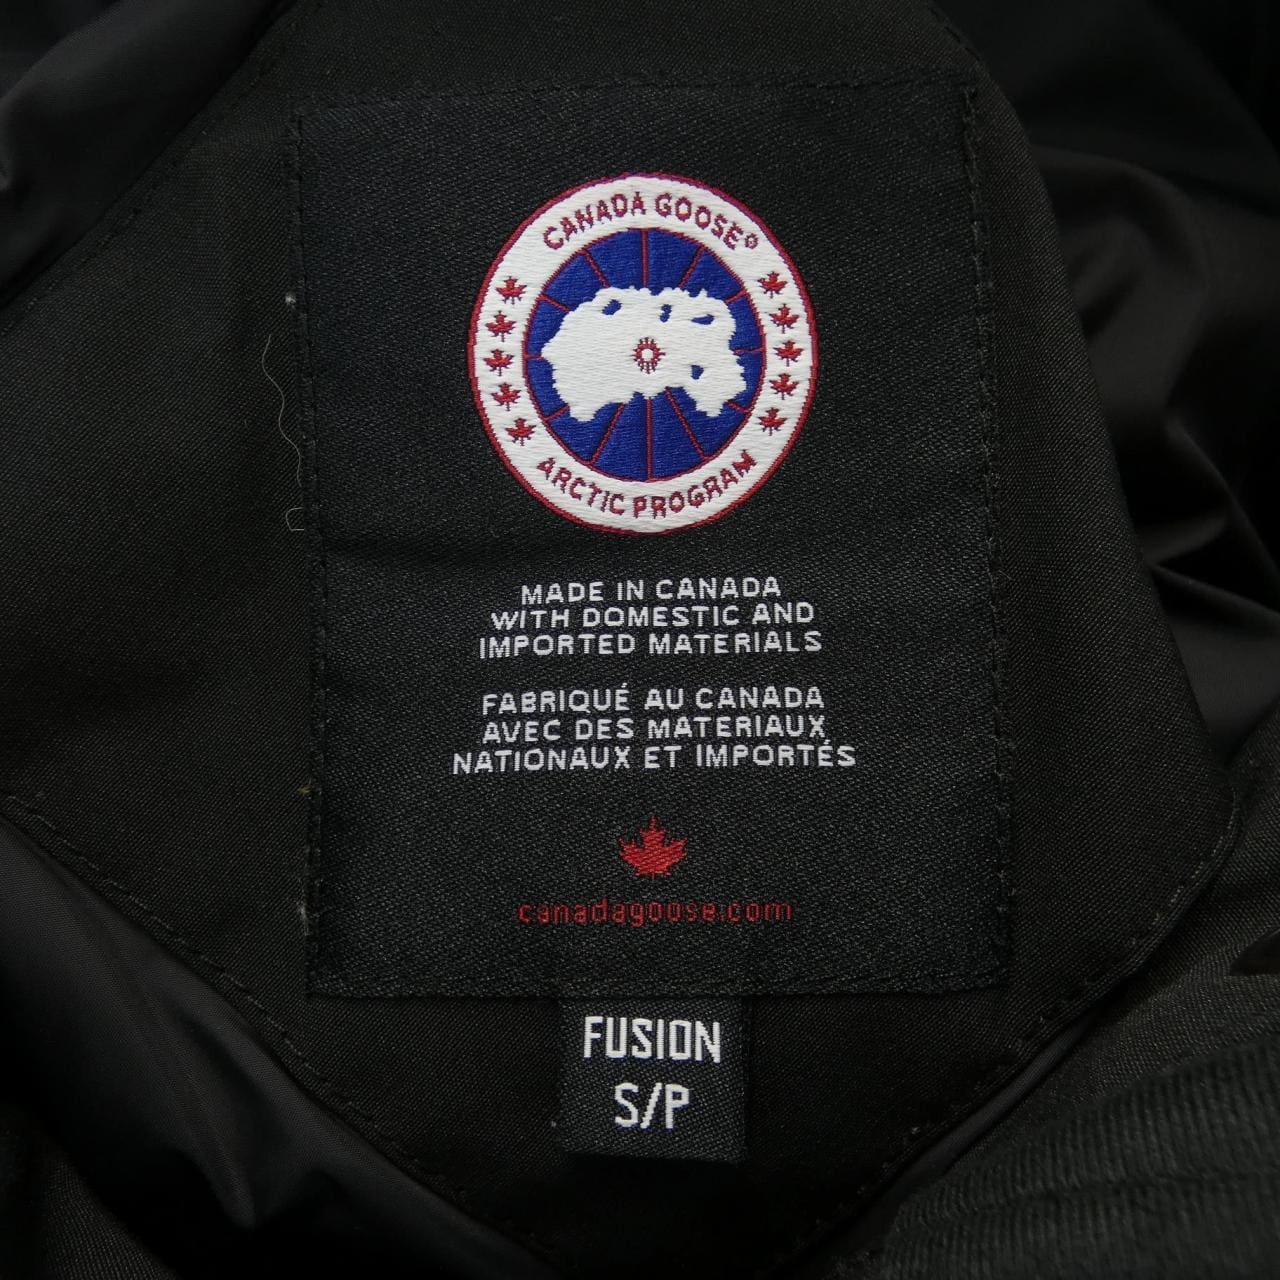 CANADA GOOSE®
ARCTIC PROGRAM
MADE IN CANADA
WITH DOMESTIC AND
IMPORTED MATERIALS
FABRIQUÉ AU CANADA
AVEC DES MATERIAUX
NATIONAUX ET IMPORTÉS
canadagoose.com
FUSION
S/P